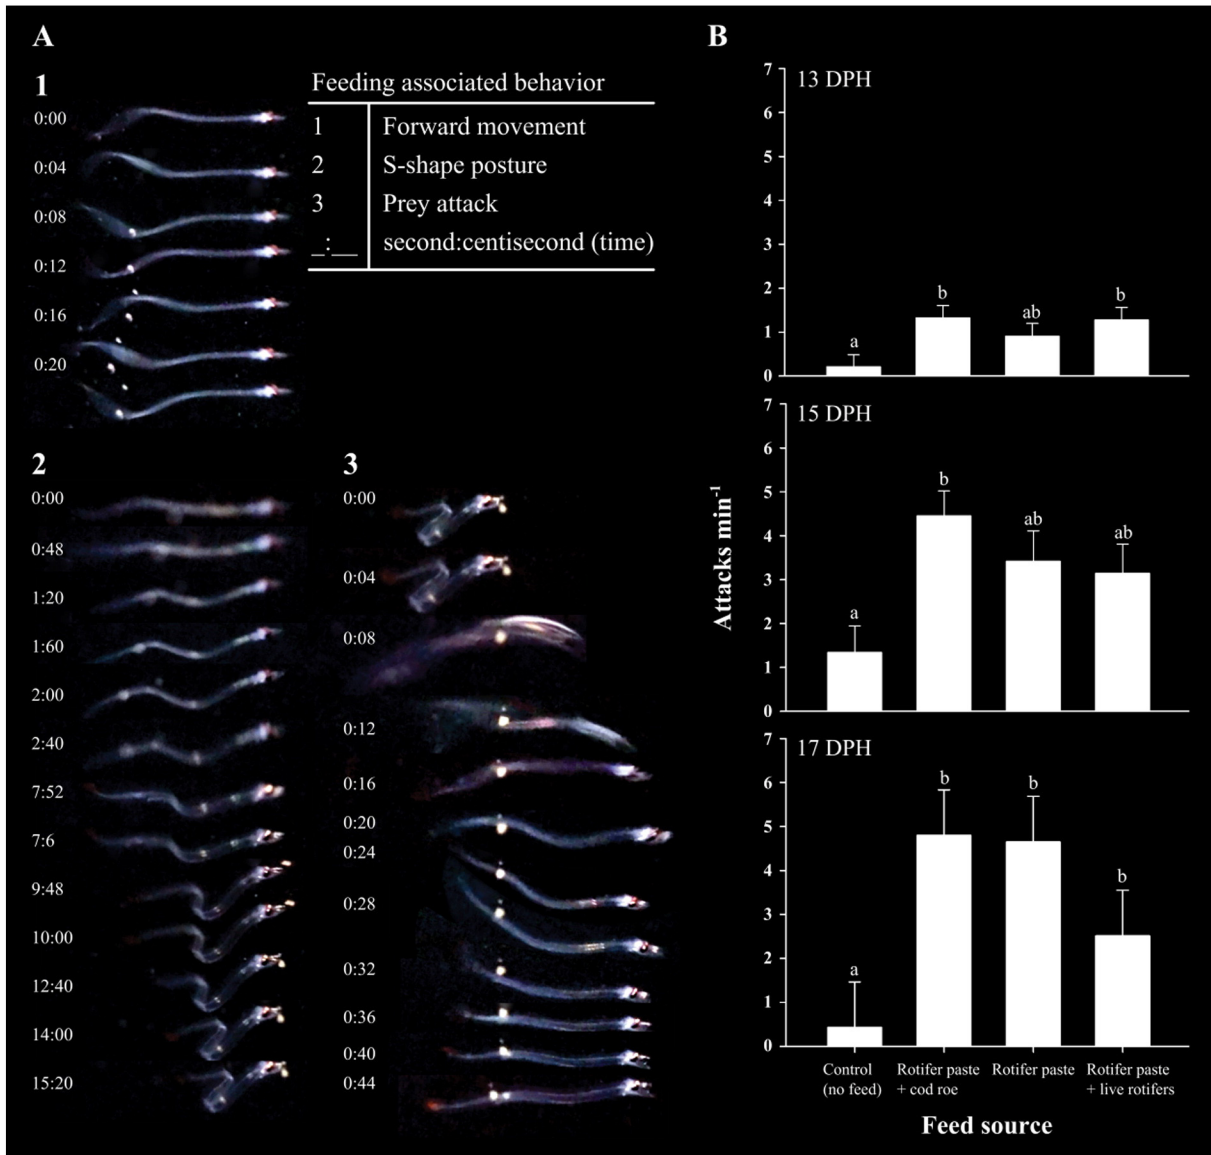 A
1
0:00
0:04
0:08
0:12
0:16
0:20
Feeding associated behavior
1 Forward movement
2 S-shape posture
3 Prey attack
_:__ second:centisecond (time)
2
0:00
0:48
1:20
1:60
2:00
2:40
7:52
7:6
9:48
10:00
12:40
14:00
15:20
3
0:00
0:04
0:08
0:12
0:16
0:20
0:24
0:28
0:32
0:36
0:40
0:44
B
Attacks min⁻¹
13 DPH
7
6
5
4
3
2
1
0
a
b
ab
b
15 DPH
7
6
5
4
3
2
1
0
a
b
ab
ab
17 DPH
7
6
5
4
3
2
1
0
a
b
b
b
Control
(no feed)
Rotifer paste
+ cod roe
Rotifer paste
Rotifer paste
+ live rotifers
Feed source